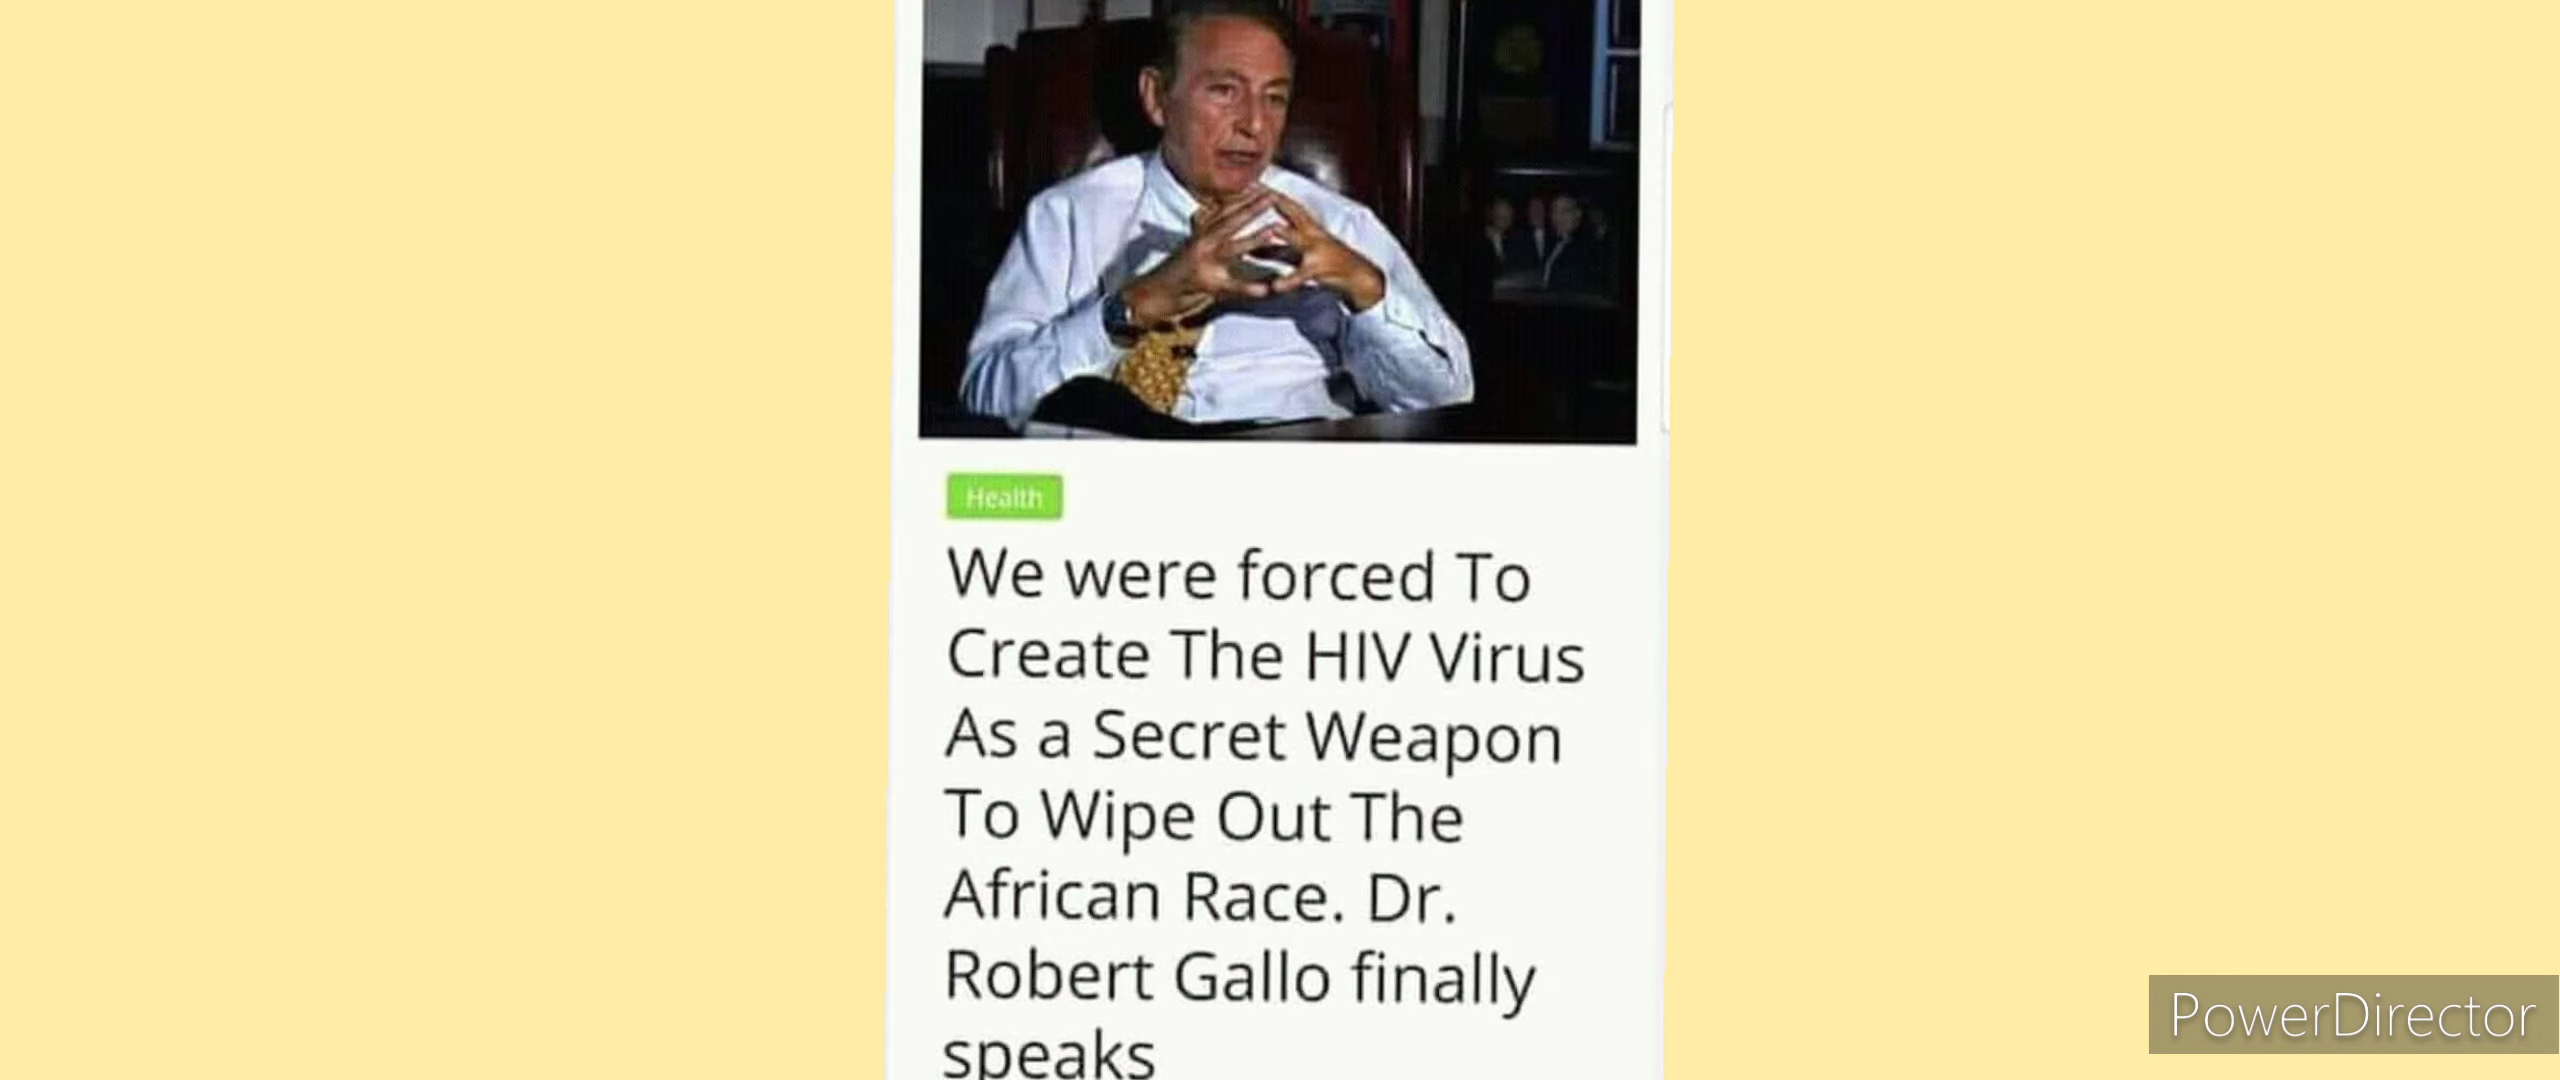 Health
We were forced To
Create The HIV Virus
As a Secret Weapon
To Wipe Out The
African Race. Dr.
Robert Gallo finally
speaks
PowerDirector